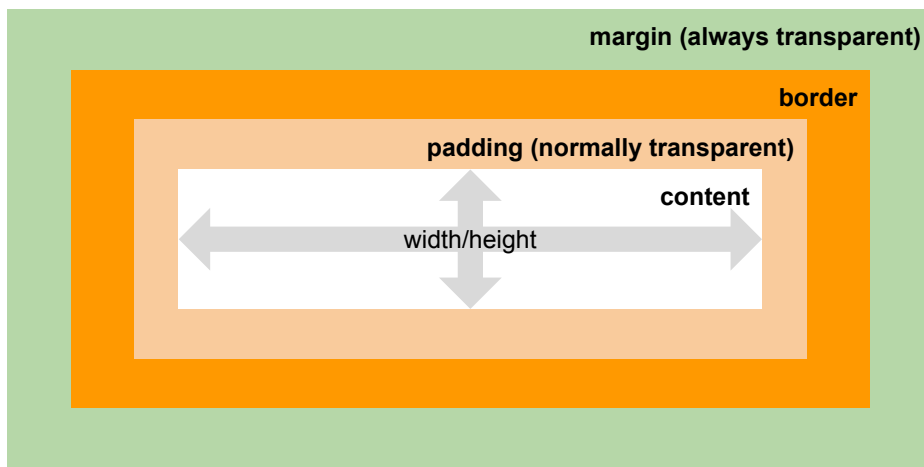 margin (always transparent)
border
padding (normally transparent)
content
width/height